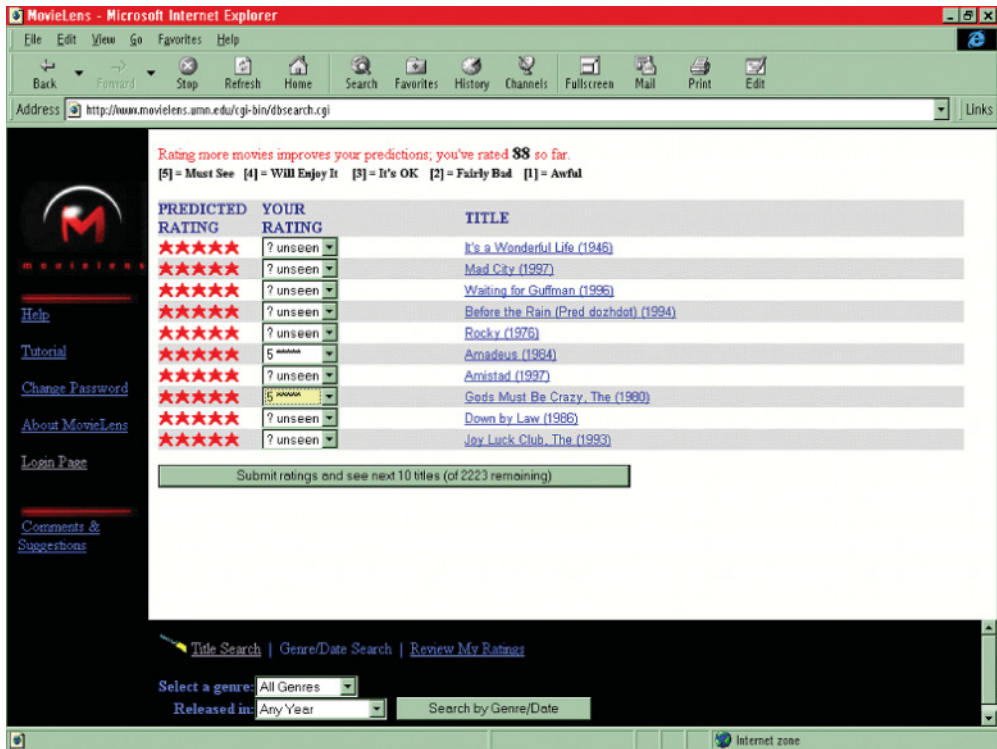 MovieLens - Microsoft Internet Explorer
File Edit View Go Favorites Help
Back Forward Stop Refresh Home Search Favorites History Channels Fullscreen Mail Print Edit
Address http://www.movielens.umn.edu/cgi-bin/dbsearch.cgi Links
Rating more movies improves your predictions; you've rated 88 so far.
[5] = Must See [4] = Will Enjoy It [3] = It's OK [2] = Fairly Bad [1] = Awful
PREDICTED RATING YOUR RATING TITLE
? unseen It's a Wonderful Life (1946)
? unseen Mad City (1997)
? unseen Waiting for Guffman (1996)
? unseen Before the Rain (Pred dozhdot) (1994)
? unseen Rocky (1976)
5 ***** Amadeus (1984)
? unseen Amistad (1997)
5 ***** Gods Must Be Crazy, The (1980)
? unseen Down by Law (1986)
? unseen Joy Luck Club, The (1993)
Submit ratings and see next 10 titles (of 2223 remaining)
M
movielens
Help
Tutorial
Change Password
About MovieLens
Login Page
Comments &
Suggestions
Title Search | Genre/Date Search | Review My Ratings
Select a genre: All Genres
Released in: Any Year Search by Genre/Date
Internet zone